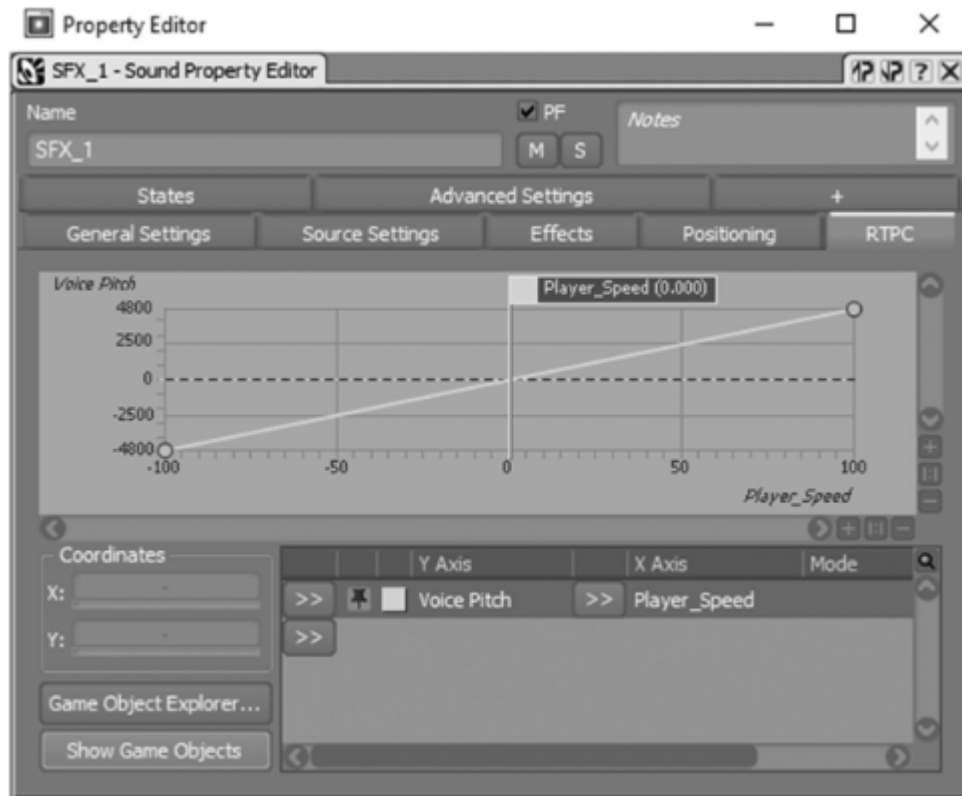 Property Editor
SFX_1 - Sound Property Editor
Name
PF
Notes
SFX_1
M S
States Advanced Settings +
General Settings Source Settings Effects Positioning RTPC
Voice Pitch
Player_Speed (0.000)
4800
2500
0
-2500
-4800
-100 -50 0 50 100
Player_Speed
Coordinates
X: -
Y: -
Y Axis X Axis Mode
>> Voice Pitch >> Player_Speed
>>
Game Object Explorer...
Show Game Objects